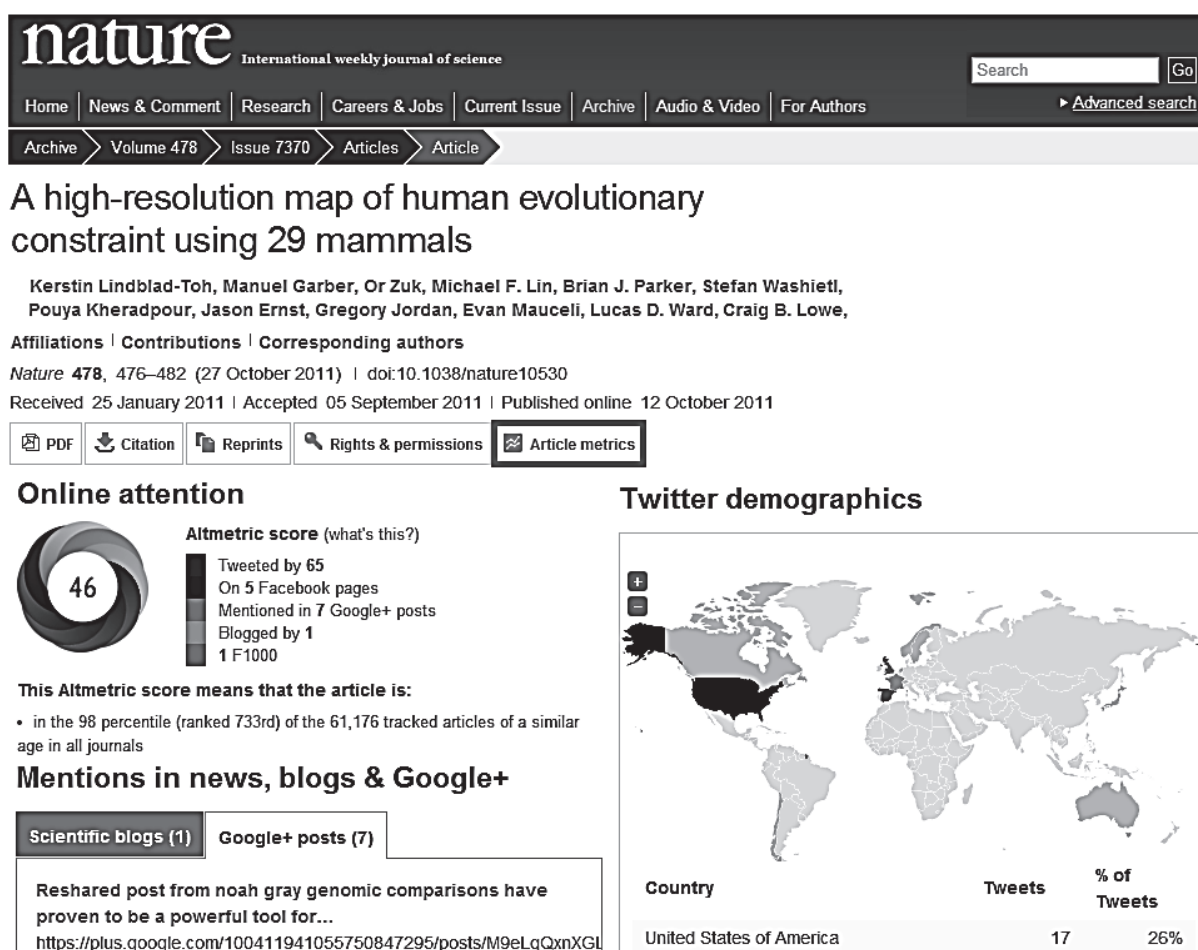 nature International weekly journal of science
Search Go
Home News & Comment Research Careers & Jobs Current Issue Archive Audio & Video For Authors
Advanced search
Archive Volume 478 Issue 7370 Articles Article
A high-resolution map of human evolutionary
constraint using 29 mammals
Kerstin Lindblad-Toh, Manuel Garber, Or Zuk, Michael F. Lin, Brian J. Parker, Stefan Washietl,
Pouya Kheradpour, Jason Ernst, Gregory Jordan, Evan Mauceli, Lucas D. Ward, Craig B. Lowe,
Affiliations | Contributions | Corresponding authors
Nature 478, 476–482 (27 October 2011) | doi:10.1038/nature10530
Received 25 January 2011 | Accepted 05 September 2011 | Published online 12 October 2011
PDF Citation Reprints Rights & permissions Article metrics
Online attention
46
Altmetric score (what's this?)
Tweeted by 65
On 5 Facebook pages
Mentioned in 7 Google+ posts
Blogged by 1
1 F1000
This Altmetric score means that the article is:
• in the 98 percentile (ranked 733rd) of the 61,176 tracked articles of a similar
age in all journals
Mentions in news, blogs & Google+
Scientific blogs (1) Google+ posts (7)
Reshared post from noah gray genomic comparisons have
proven to be a powerful tool for...
https://plus.google.com/100411941055750847295/posts/M9eLqQxnXGL
Twitter demographics
+
−
Country Tweets % of Tweets
United States of America 17 26%